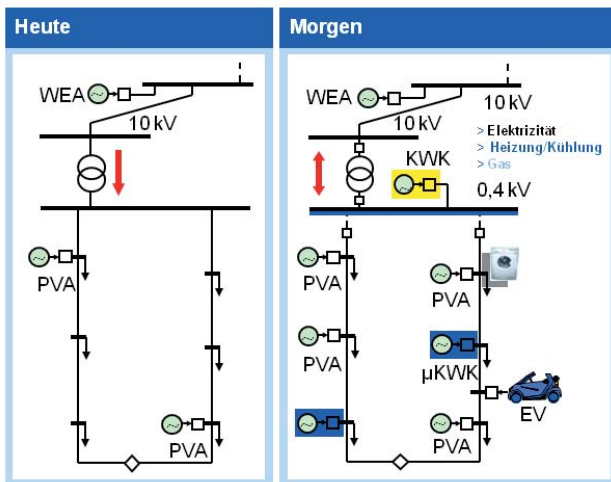 Heute
WEA
10 kV
PVA
PVA
Morgen
WEA
10 kV
10 kV
> Elektrizität
> Heizung/Kühlung
> Gas
KWK
0,4 kV
PVA
PVA
PVA
µKWK
EV
PVA